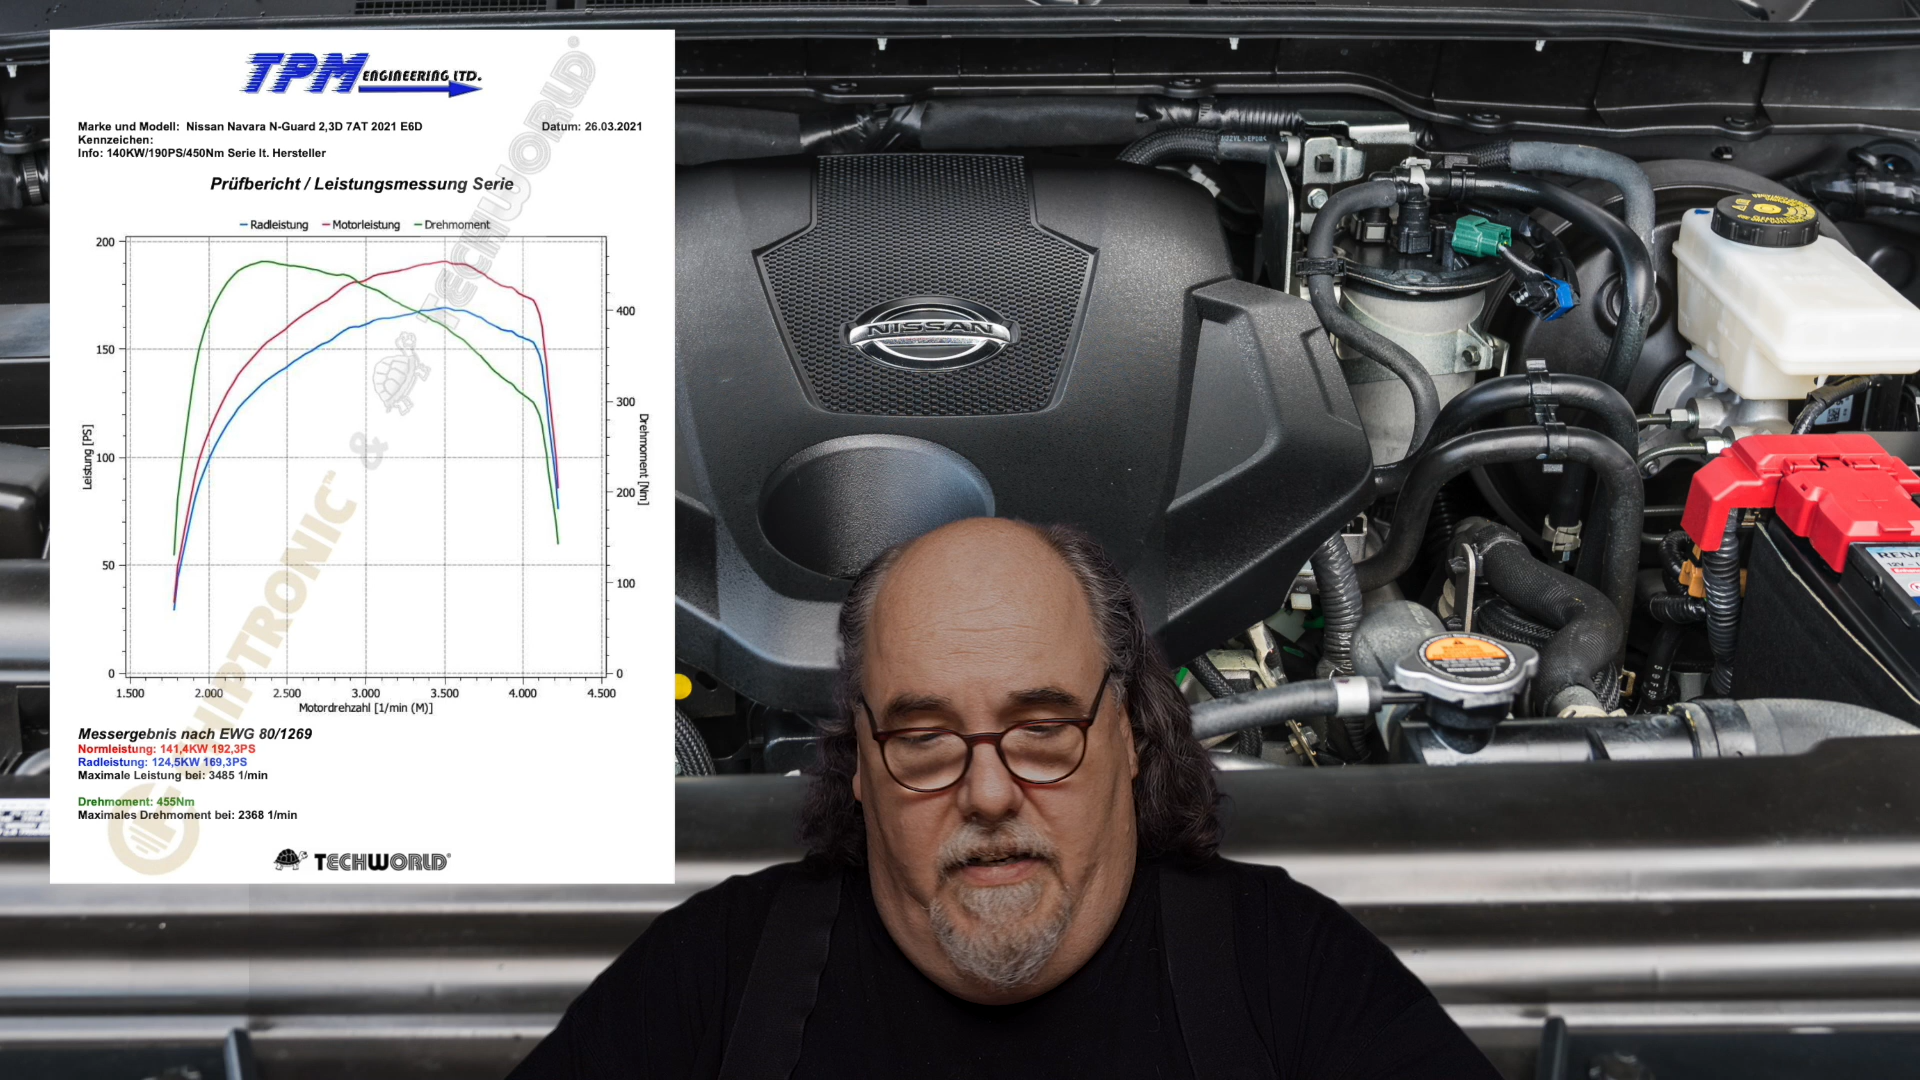 TPM ENGINEERING LTD.
Marke und Modell: Nissan Navara N-Guard 2,3D 7AT 2021 E6D
Datum: 26.03.2021
Kennzeichen:
Info: 140KW/190PS/450Nm Serie lt. Hersteller
Prüfbericht / Leistungsmessung Serie
Radleistung Motorleistung Drehmoment
200
150
100
50
0
Leistung [PS]
400
300
200
100
0
Drehmoment [Nm]
1.500 2.000 2.500 3.000 3.500 4.000 4.500
Motordrehzahl [1/min (M)]
CHIPTRONIC™ & TECHWORLD®
Messergebnis nach EWG 80/1269
Normleistung: 141,4KW 192,3PS
Radleistung: 124,5KW 169,3PS
Maximale Leistung bei: 3485 1/min
Drehmoment: 455Nm
Maximales Drehmoment bei: 2368 1/min
TECHWORLD®
NISSAN
RENA
12V